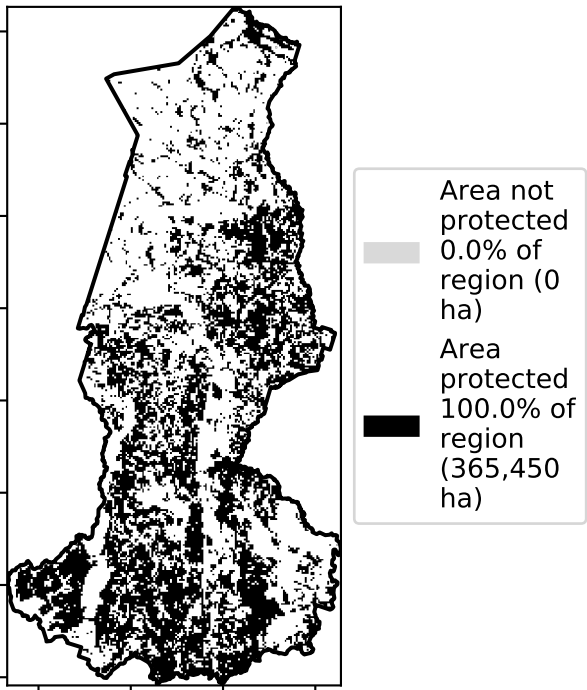 Area not
protected
0.0% of
region (0
ha)
Area
protected
100.0% of
region
(365,450
ha)